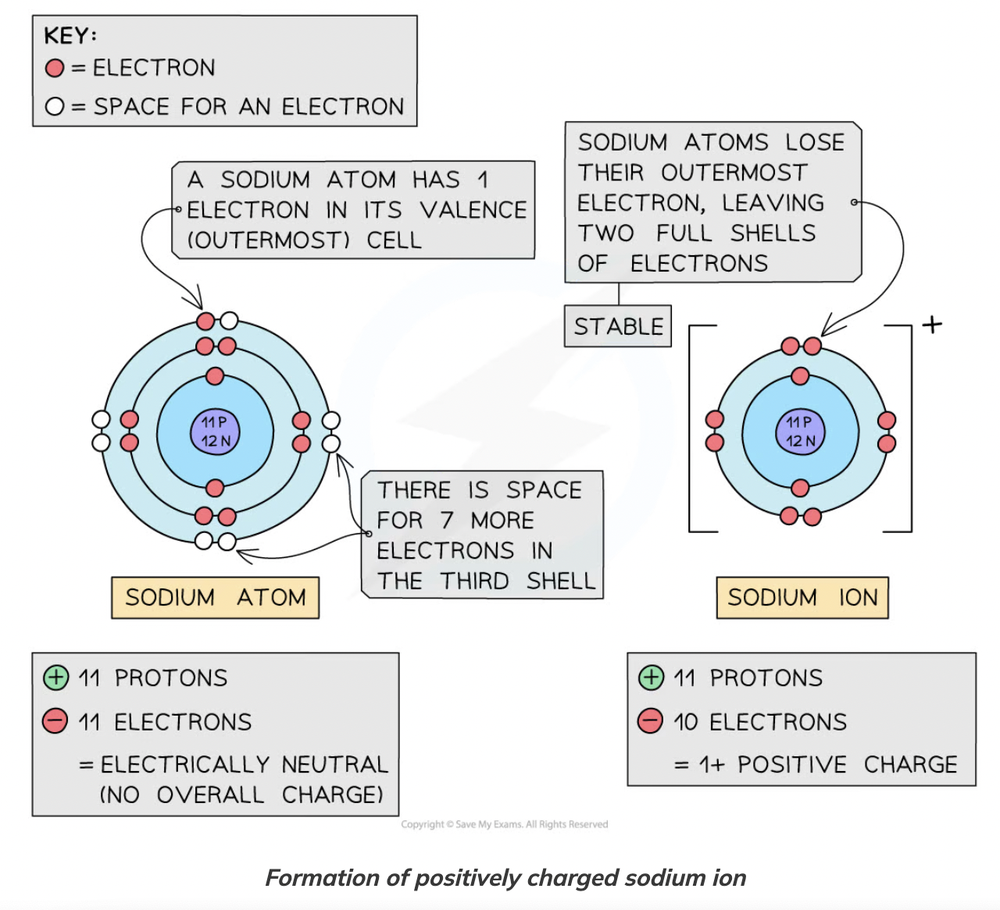 KEY:
= ELECTRON
= SPACE FOR AN ELECTRON
A SODIUM ATOM HAS 1
ELECTRON IN ITS VALENCE
(OUTERMOST) CELL
SODIUM ATOMS LOSE
THEIR OUTERMOST
ELECTRON, LEAVING
TWO FULL SHELLS
OF ELECTRONS
STABLE
+
11 P
12 N
11 P
12 N
THERE IS SPACE
FOR 7 MORE
ELECTRONS IN
THE THIRD SHELL
SODIUM ATOM
SODIUM ION
+ 11 PROTONS
− 11 ELECTRONS
= ELECTRICALLY NEUTRAL
(NO OVERALL CHARGE)
+ 11 PROTONS
− 10 ELECTRONS
= 1+ POSITIVE CHARGE
Copyright © Save My Exams. All Rights Reserved
Formation of positively charged sodium ion